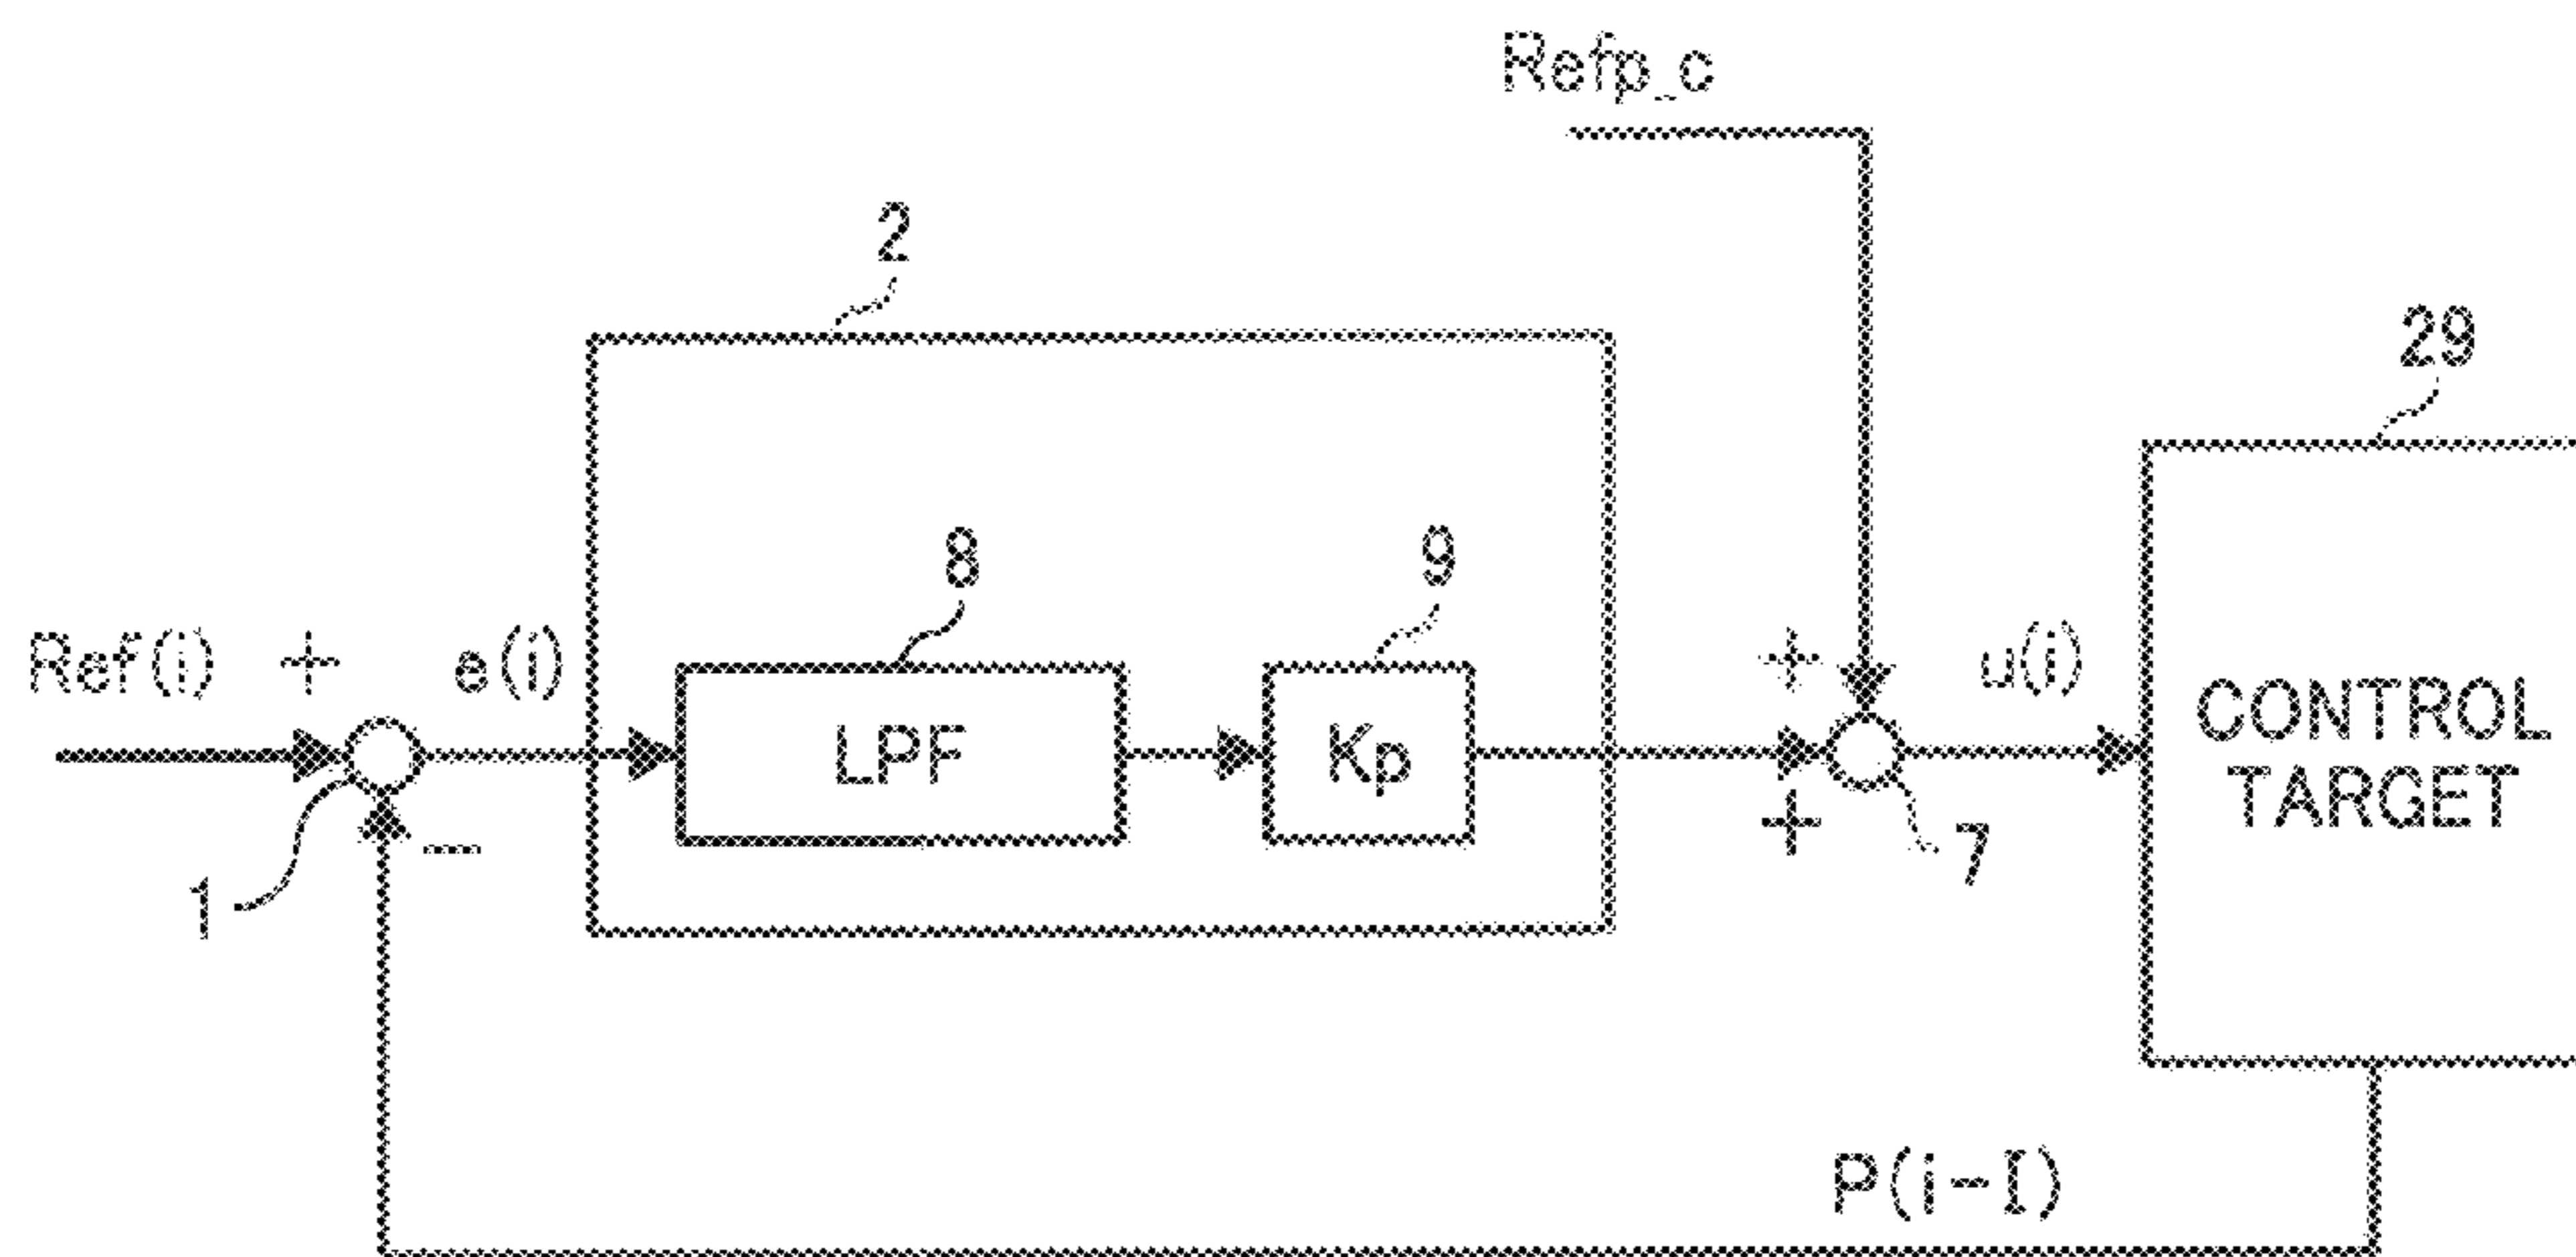 Refp_c
2
29
8
9
Ref(i)
+
e(i)
+
u(i)
LPF
Kp
CONTROL
TARGET
1
−
+
7
P(i−I)